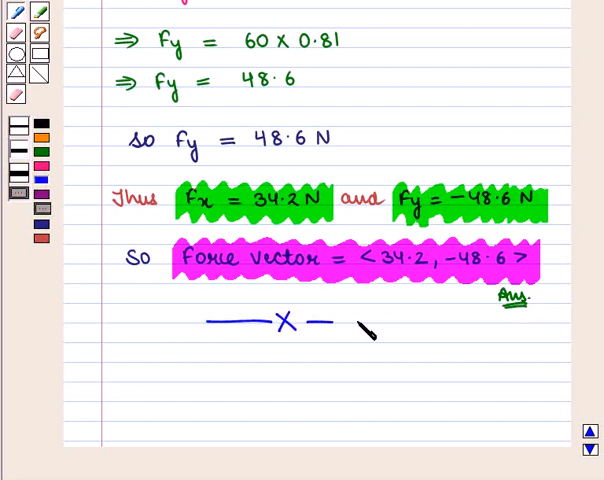 ⇒ Fy = 60 × 0.81
⇒ Fy = 48.6
So Fy = 48.6 N
Thus Fx = 34.2 N and Fy = -48.6 N
So Force vector = <34.2, -48.6>
Ans.